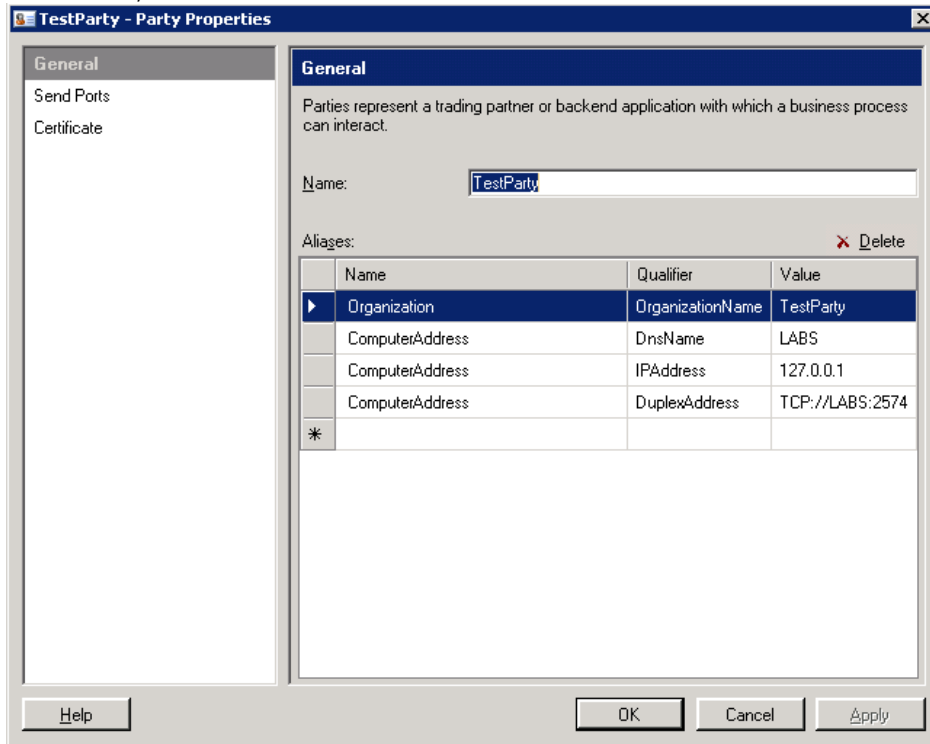 TestParty - Party Properties
General
Send Ports
Certificate
General
Parties represent a trading partner or backend application with which a business process
can interact.
Name: TestParty
Aliases: Delete
Name Qualifier Value
Organization OrganizationName TestParty
ComputerAddress DnsName LABS
ComputerAddress IPAddress 127.0.0.1
ComputerAddress DuplexAddress TCP://LABS:2574
Help OK Cancel Apply